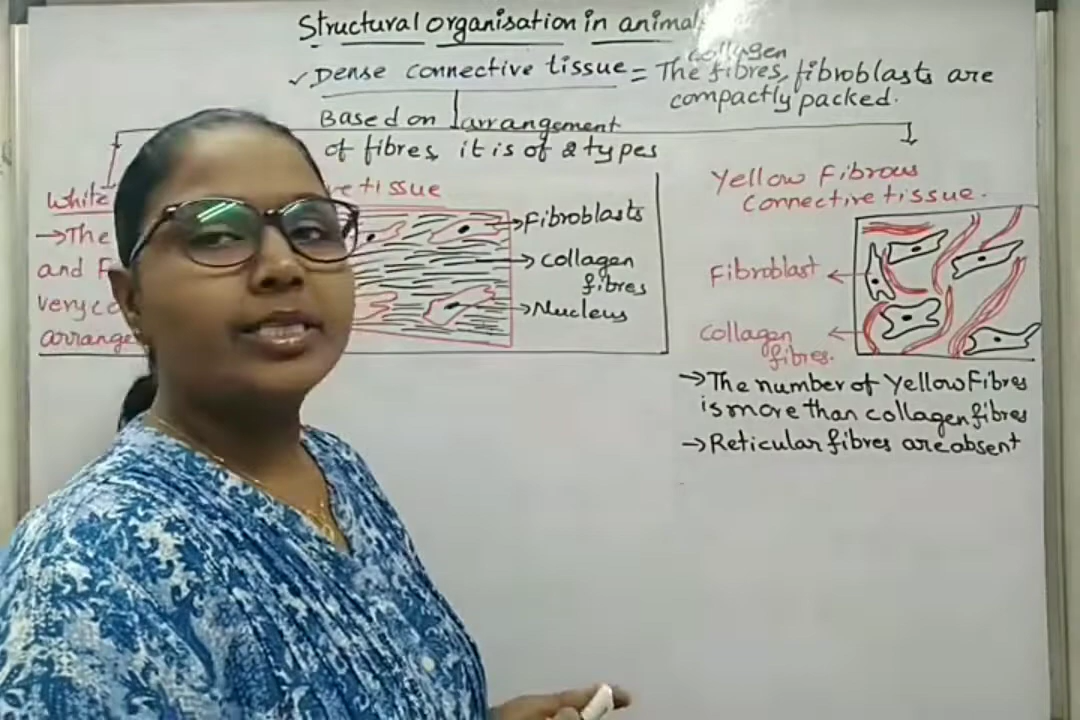 Structural organisation in animal
✓ Dense connective tissue = The fibres, fibroblasts are
collagen
compactly packed.
Based on arrangement
of fibres it is of 2 types
White
tissue
→ The
and F
very co
arrange
→ Fibroblasts
→ collagen
fibres
→ Nucleus
Yellow Fibrous
connective tissue.
Fibroblast
collagen
fibres.
→ The number of Yellow Fibres
is more than collagen fibres
→ Reticular fibres are absent